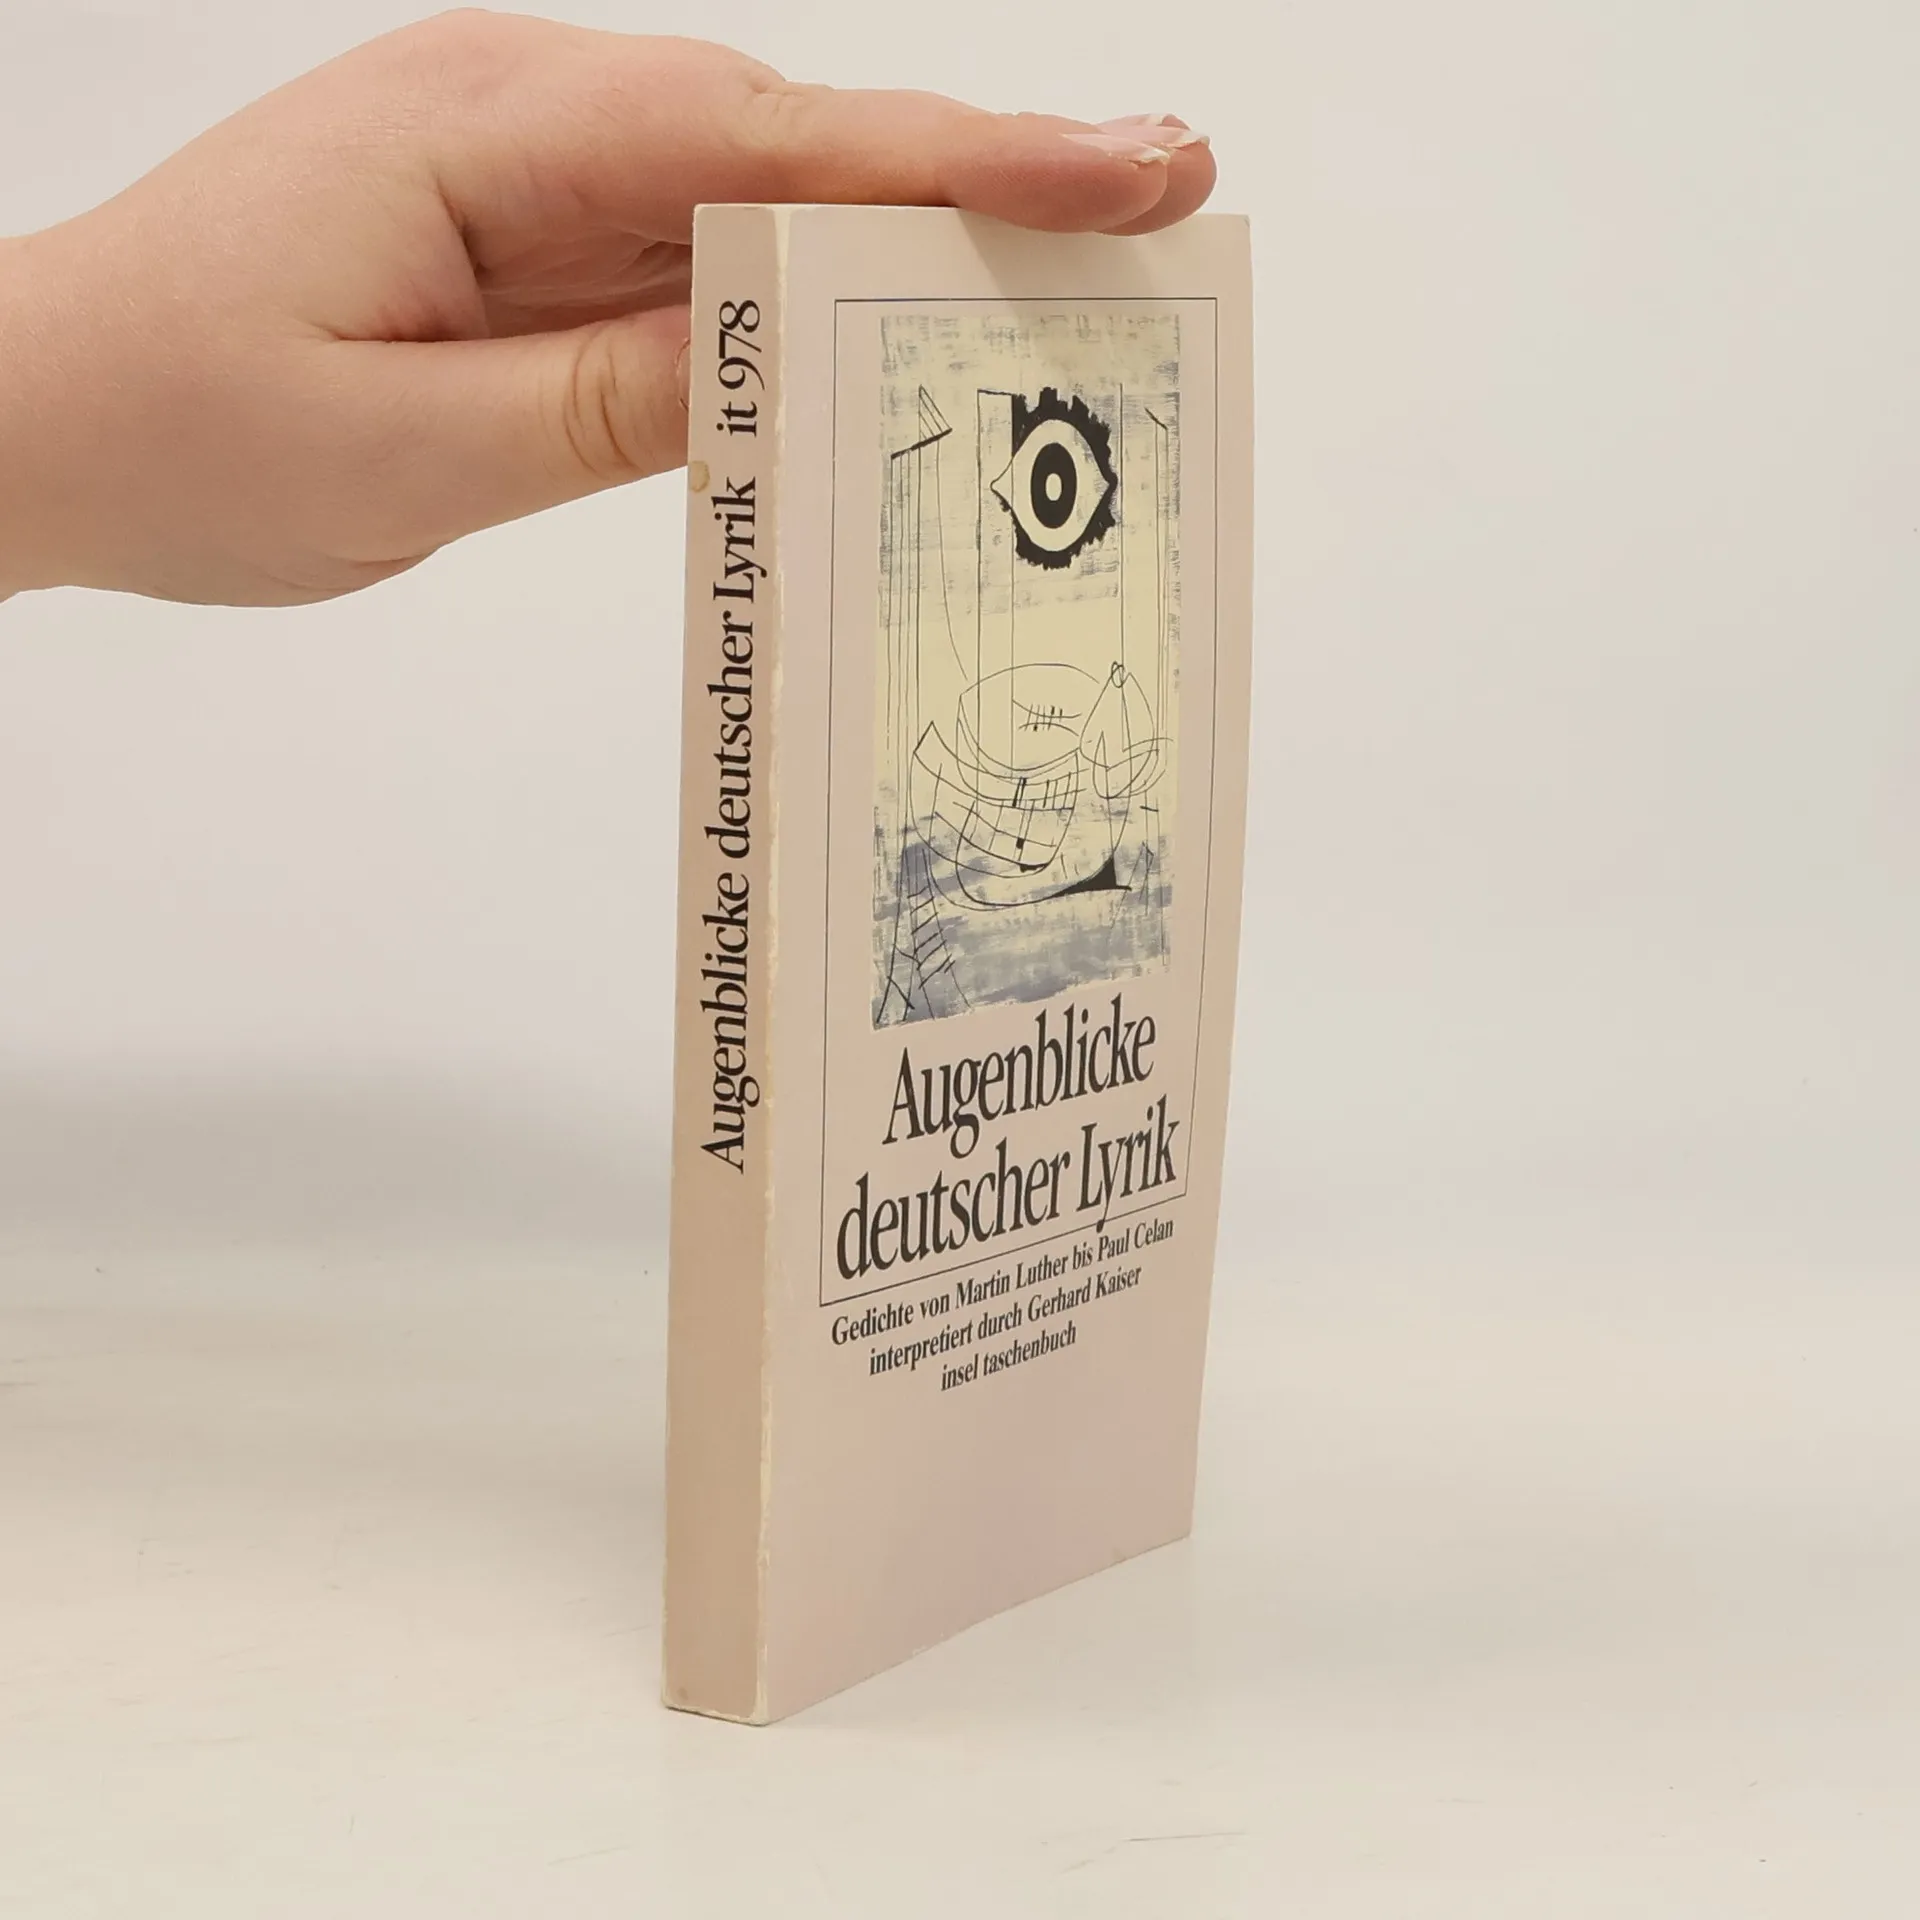 Augenblicke deutscher Lyrik it 978
Augenblicke
deutscher Lyrik
Gedichte von Martin Luther bis Paul Celan
interpretiert durch Gerhard Kaiser
insel taschenbuch